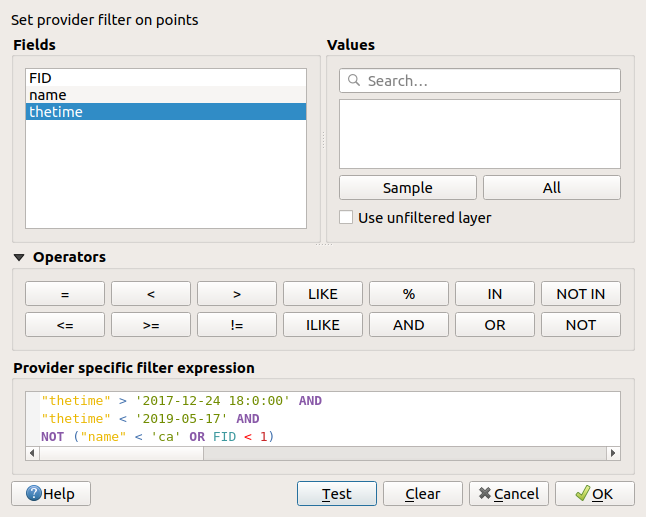 Set provider filter on points
Fields
Values
FID
name
thetime
Search…
Sample
All
Use unfiltered layer
Operators
=
<
>
LIKE
%
IN
NOT IN
<=
>=
!=
ILIKE
AND
OR
NOT
Provider specific filter expression
"thetime" > '2017-12-24 18:0:00' AND
"thetime" < '2019-05-17' AND
NOT ("name" < 'ca' OR FID < 1)
Help
Test
Clear
Cancel
OK